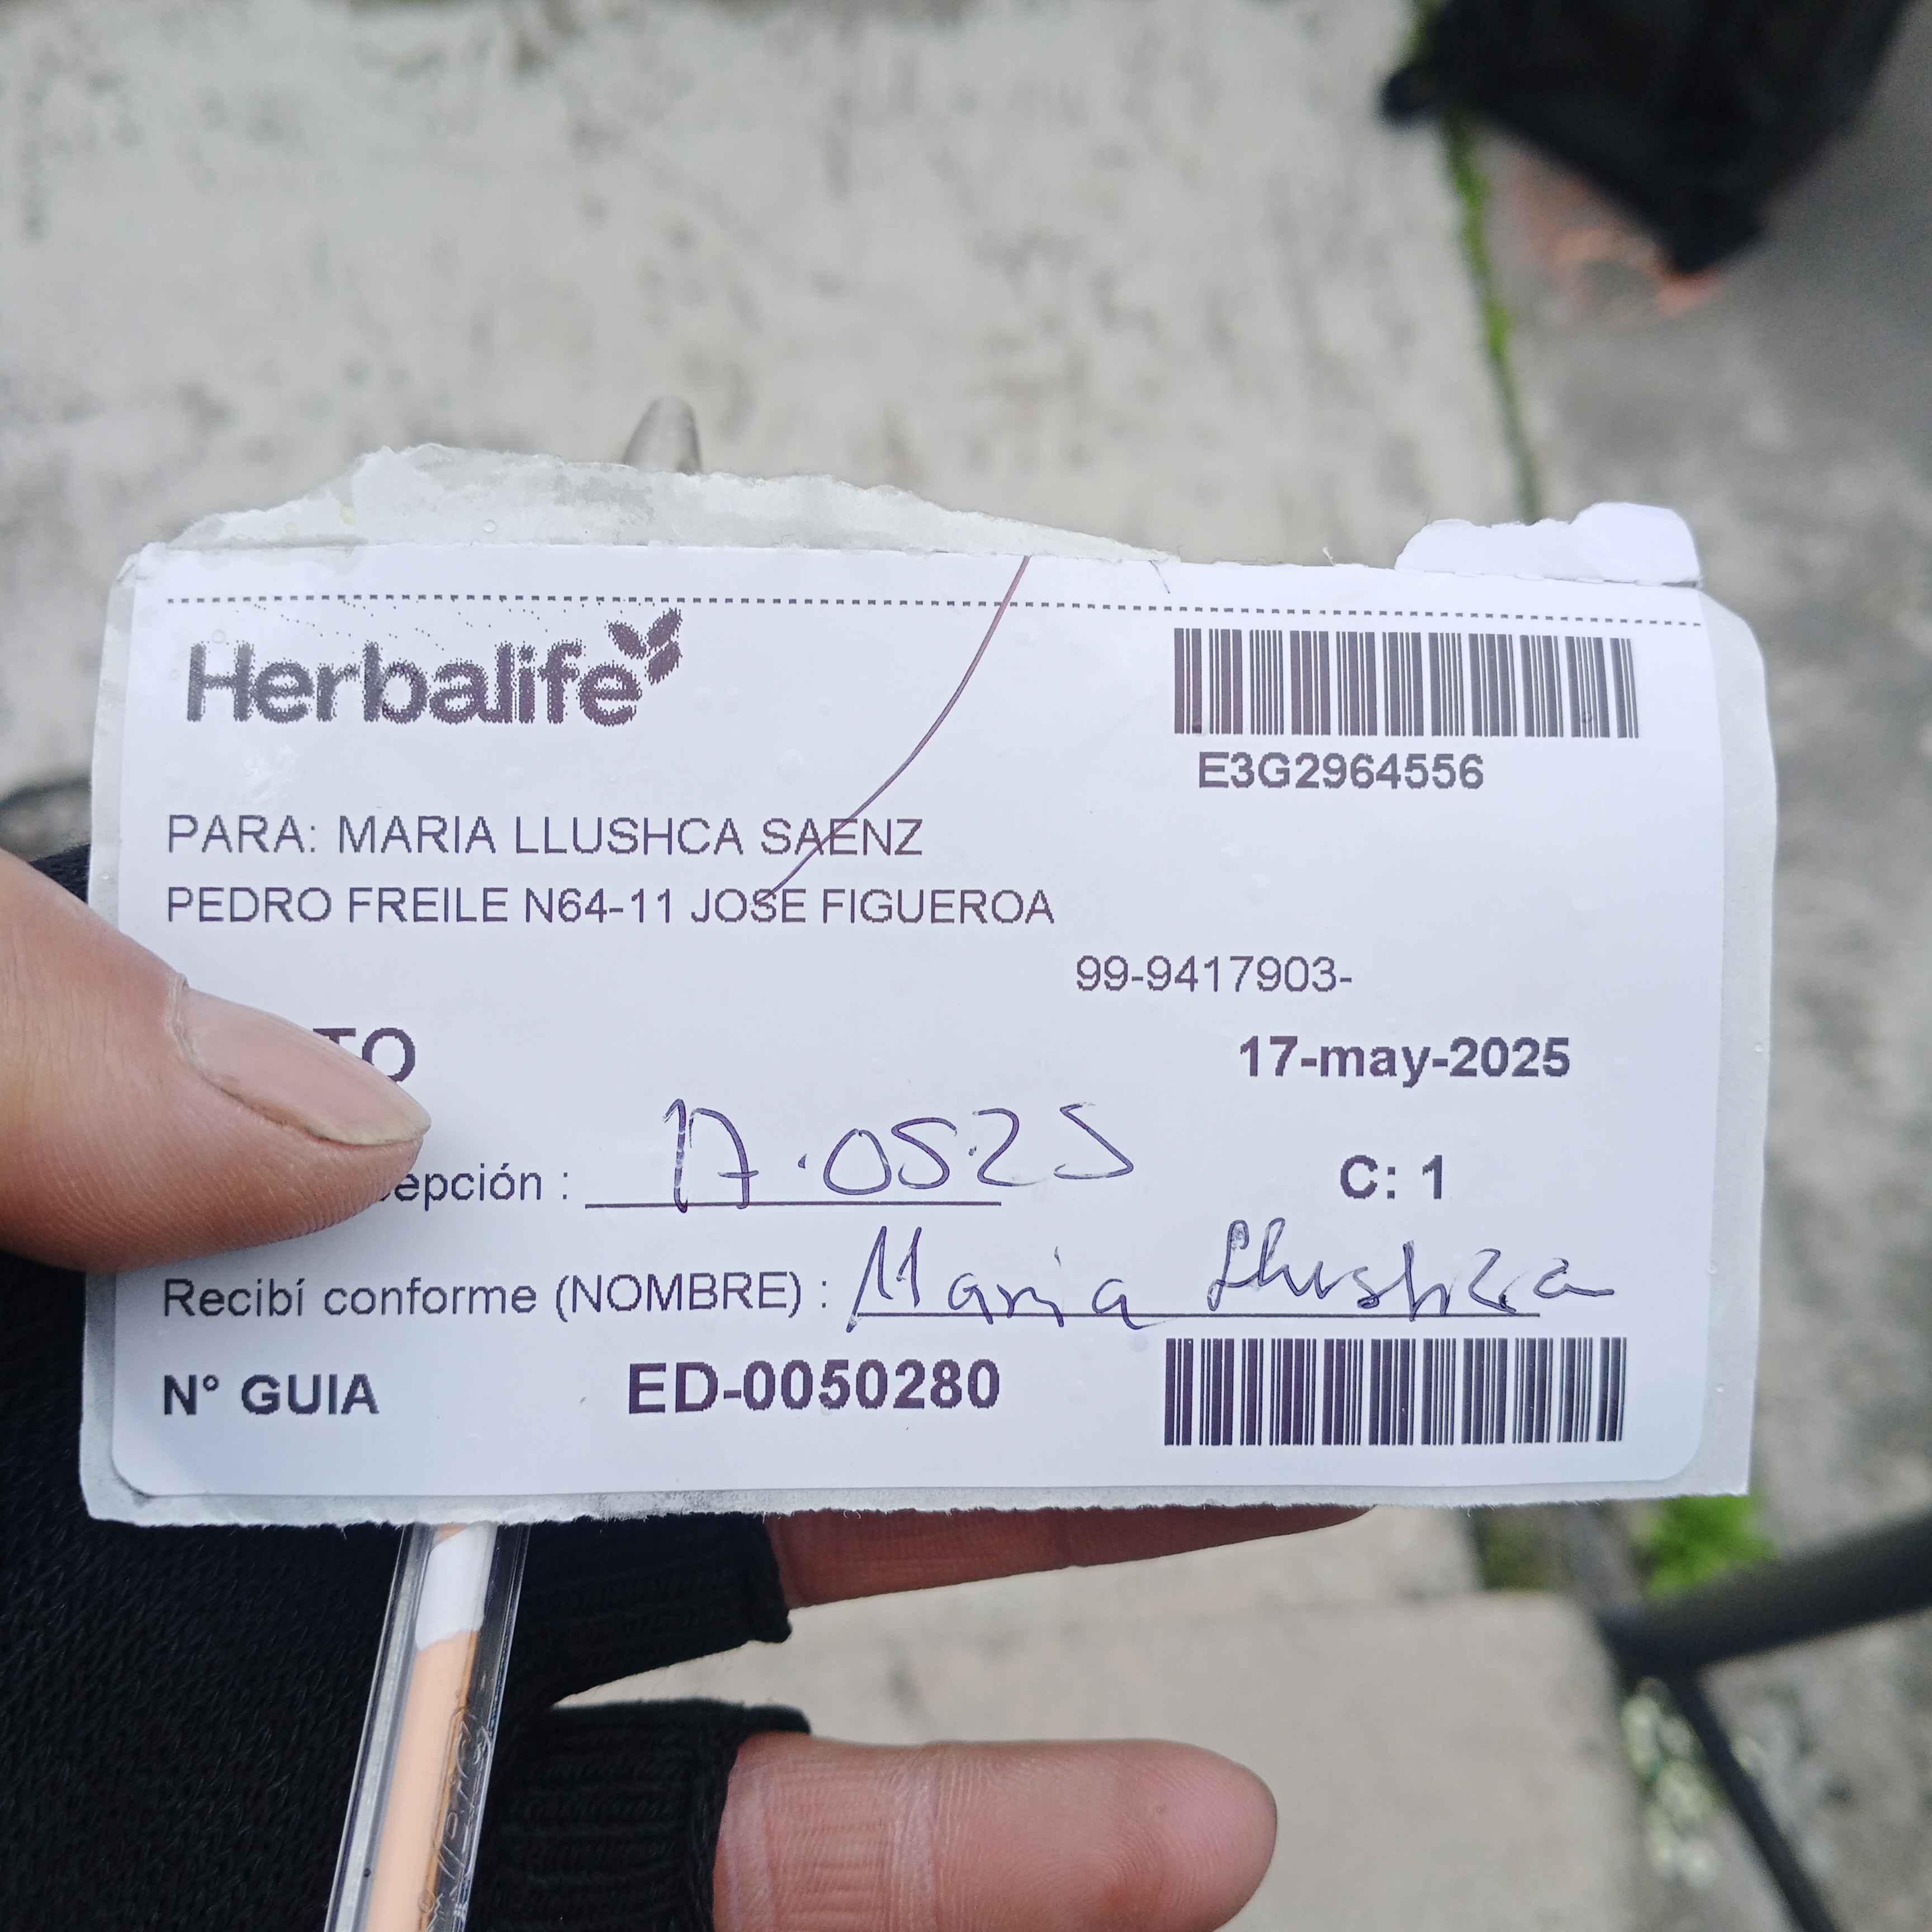 Herbalife
E3G2964556
PARA: MARIA LLUSHCA SAENZ
PEDRO FREILE N64-11 JOSE FIGUEROA
99-9417903-
TO 17-may-2025
epción : 17.05.25
C: 1
Recibí conforme (NOMBRE) : Maria Llushca
N° GUIA ED-0050280